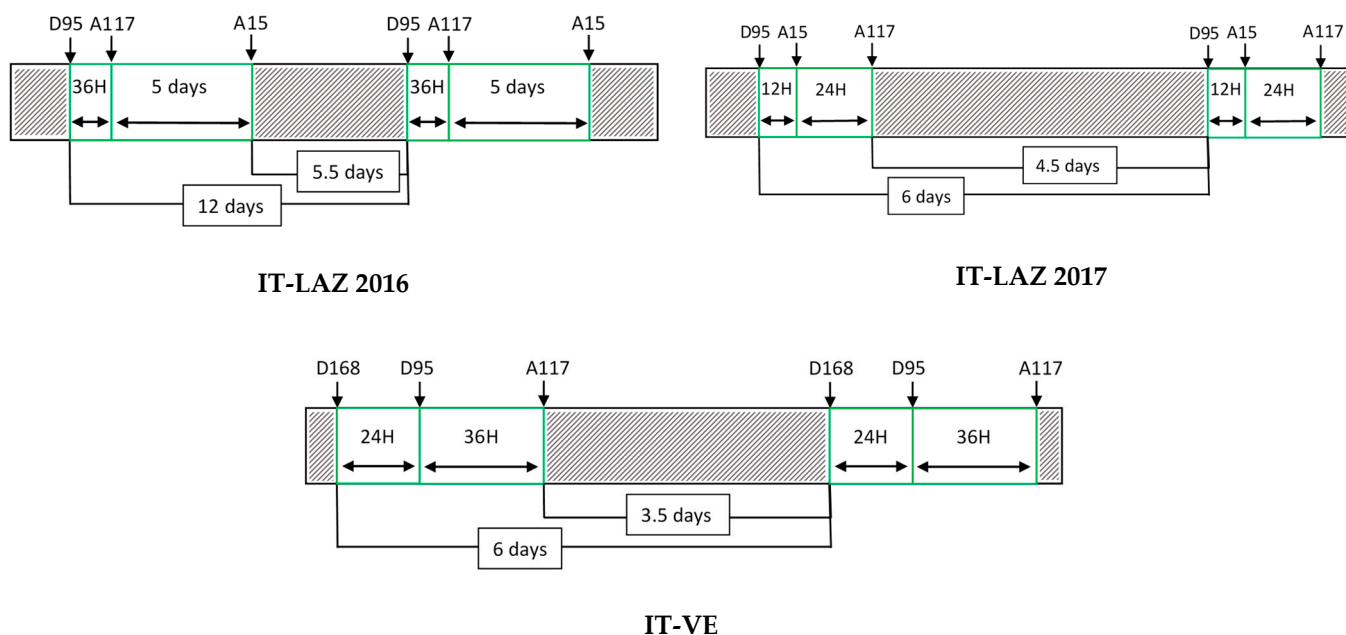 D95 A117 A15 D95 A117 A15
36H 5 days 36H 5 days
5.5 days
12 days
IT-LAZ 2016
D95 A15 A117 D95 A15 A117
12H 24H 12H 24H
4.5 days
6 days
IT-LAZ 2017
D168 D95 A117 D168 D95 A117
24H 36H 24H 36H
3.5 days
6 days
IT-VE